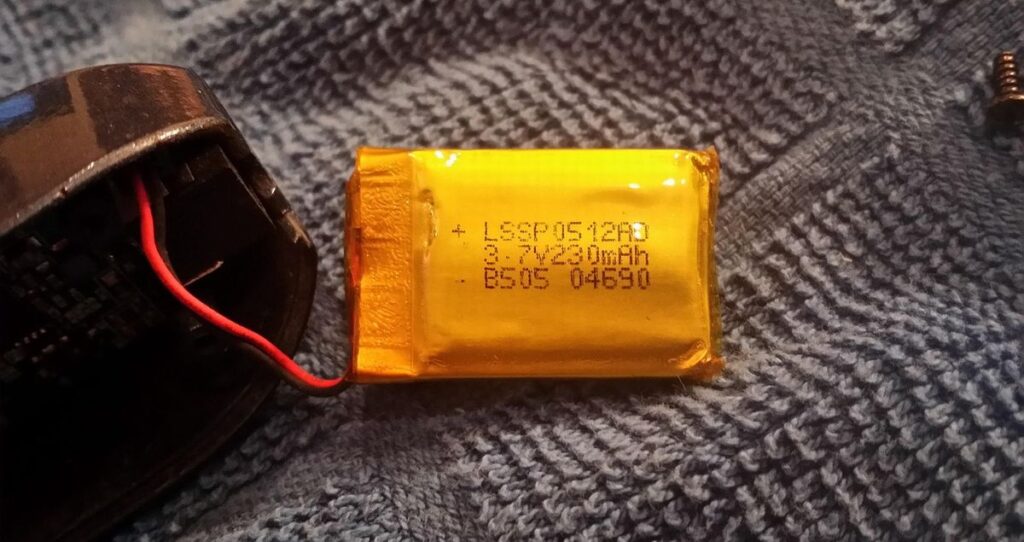 + LSSP0512AD
3.7V230mAh
- B505 04690